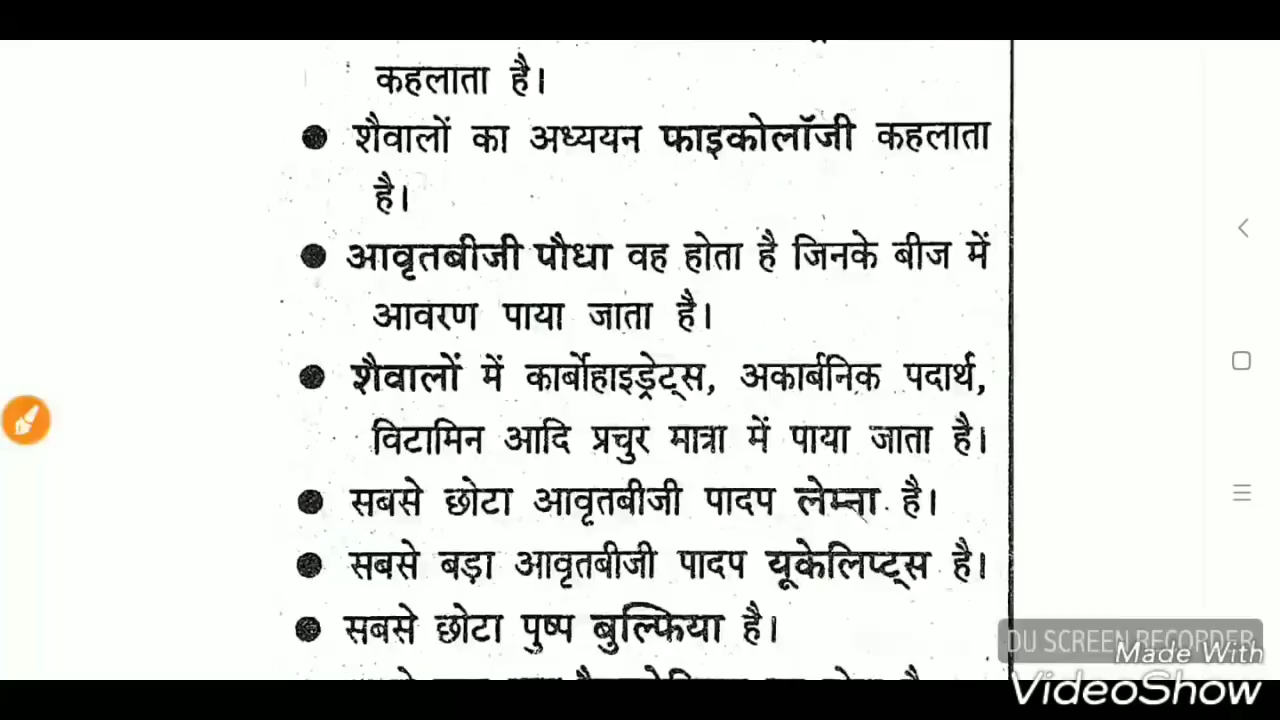 कहलाता है।
● शैवालों का अध्ययन फाइकोलॉजी कहलाता
है।
● आवृतबीजी पौधा वह होता है जिनके बीज में
आवरण पाया जाता है।
● शैवालों में कार्बोहाइड्रेट्स, अकार्बनिक पदार्थ,
विटामिन आदि प्रचुर मात्रा में पाया जाता है।
● सबसे छोटा आवृतबीजी पादप लेम्ना है।
● सबसे बड़ा आवृतबीजी पादप यूकेलिप्ट्स है।
● सबसे छोटा पुष्प बुल्फिया है।
DU SCREEN RECORDER
Made With
VideoShow